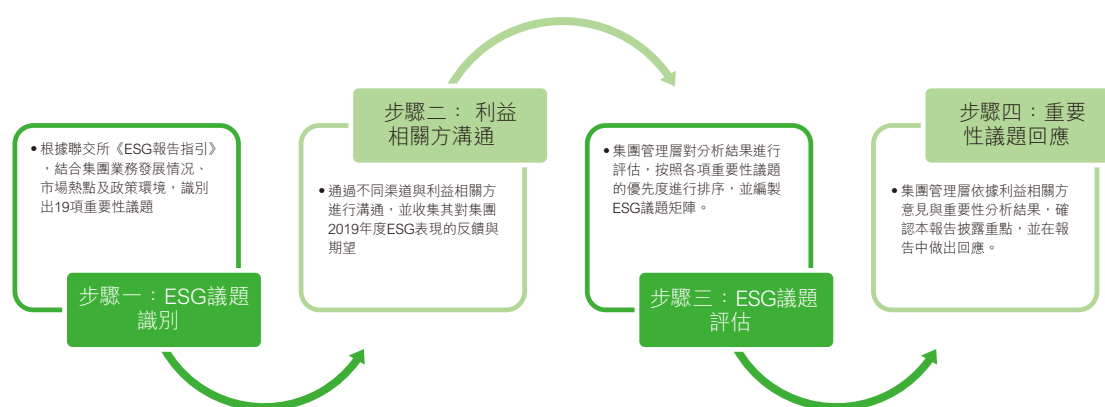 • 根據聯交所《ESG報告指引》
，結合集團業務發展情況、
市場熱點及政策環境，識別
出19項重要性議題
步驟一：ESG議題
識別
步驟二： 利益
相關方溝通
• 通過不同渠道與利益相關方
進行溝通，並收集其對集團
2019年度ESG表現的反饋與
期望
• 集團管理層對分析結果進行
評估，按照各項重要性議題
的優先度進行排序，並編製
ESG議題矩陣。
步驟三：ESG議題
評估
步驟四：重要
性議題回應
• 集團管理層依據利益相關方
意見與重要性分析結果，確
認本報告披露重點，並在報
告中做出回應。